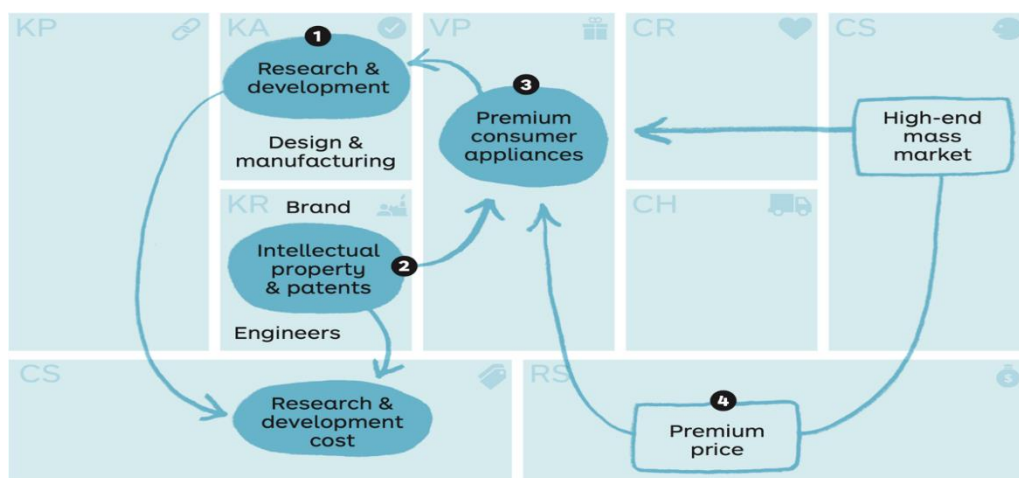 KP
KA
1
Research &
development
Design &
manufacturing
KR
Brand
Intellectual
property
& patents
2
Engineers
VP
3
Premium
consumer
appliances
CR
CH
CS
High-end
mass
market
CS
Research &
development
cost
RS
$
4
Premium
price